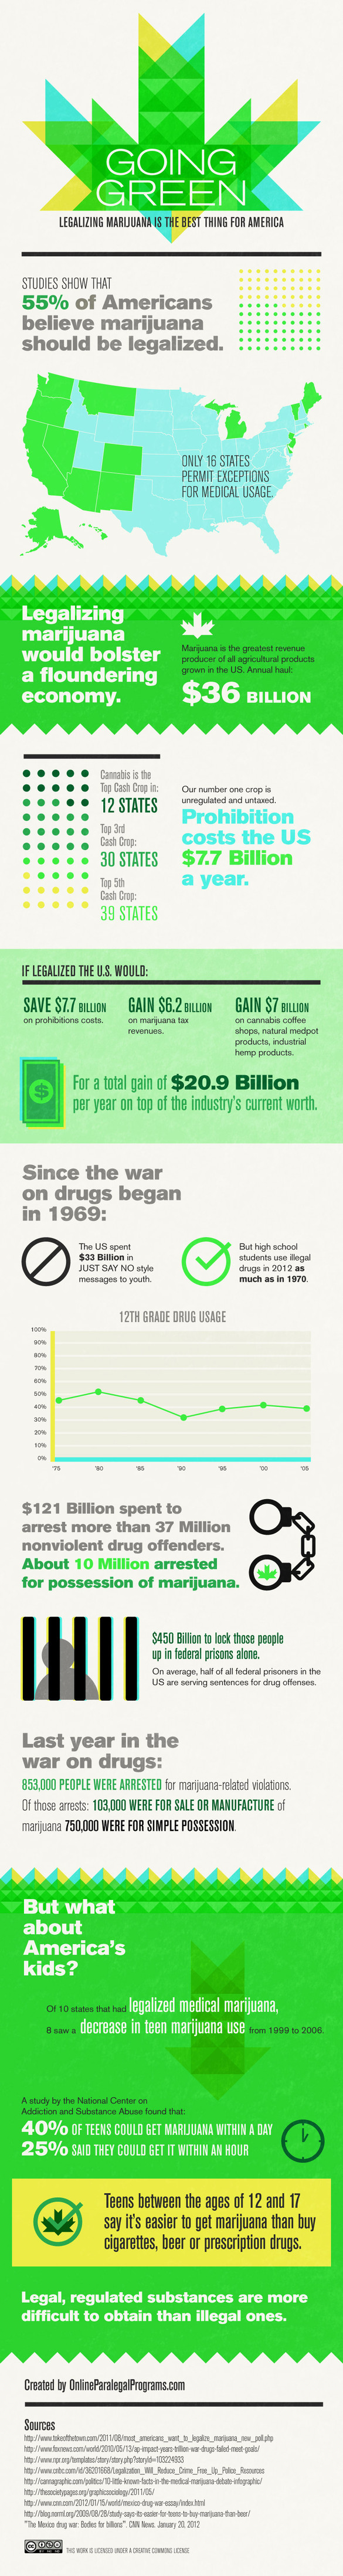 GOING
GREEN
LEGALIZING MARIJUANA IS THE BEST THING FOR AMERICA
STUDIES SHOW THAT
55% of Americans
believe marijuana
should be legalized.
ONLY 16 STATES
PERMIT EXCEPTIONS
FOR MEDICAL USAGE.
Legalizing
marijuana
would bolster
a floundering
economy.
Marijuana is the greatest revenue
producer of all agricultural products
grown in the US. Annual haul:
$36 BILLION
Cannabis is the
Top Cash Crop in:
12 STATES
Top 3rd
Cash Crop:
30 STATES
Top 5th
Cash Crop:
39 STATES
Our number one crop is
unregulated and untaxed.
Prohibition
costs the US
$7.7 Billion
a year.
IF LEGALIZED THE U.S. WOULD:
SAVE $7.7 BILLION
on prohibitions costs.
GAIN $6.2 BILLION
on marijuana tax
revenues.
GAIN $7 BILLION
on cannabis coffee
shops, natural medpot
products, industrial
hemp products.
$
For a total gain of $20.9 Billion
per year on top of the industry's current worth.
Since the war
on drugs began
in 1969:
The US spent
$33 Billion in
JUST SAY NO style
messages to youth.
But high school
students use illegal
drugs in 2012 as
much as in 1970.
12TH GRADE DRUG USAGE
100%
90%
80%
70%
60%
50%
40%
30%
20%
10%
0%
'75 '80 '85 '90 '95 '00 '05
$121 Billion spent to
arrest more than 37 Million
nonviolent drug offenders.
About 10 Million arrested
for possession of marijuana.
$450 Billion to lock those people
up in federal prisons alone.
On average, half of all federal prisoners in the
US are serving sentences for drug offenses.
Last year in the
war on drugs:
853,000 PEOPLE WERE ARRESTED for marijuana-related violations.
Of those arrests: 103,000 WERE FOR SALE OR MANUFACTURE of
marijuana 750,000 WERE FOR SIMPLE POSSESSION.
But what
about
America's
kids?
Of 10 states that had legalized medical marijuana,
8 saw a decrease in teen marijuana use from 1999 to 2006.
A study by the National Center on
Addiction and Substance Abuse found that:
40% OF TEENS COULD GET MARIJUANA WITHIN A DAY
25% SAID THEY COULD GET IT WITHIN AN HOUR
Teens between the ages of 12 and 17
say it's easier to get marijuana than buy
cigarettes, beer or prescription drugs.
Legal, regulated substances are more
difficult to obtain than illegal ones.
Created by OnlineParalegalPrograms.com
Sources
http://www.tokeofthetown.com/2011/08/most_americans_want_to_legalize_marijuana_new_poll.php
http://www.foxnews.com/world/2010/05/13/ap-impact-years-trillion-war-drugs-failed-meet-goals/
http://www.npr.org/templates/story/story.php?storyId=103224933
http://www.cnbc.com/id/36201668/Legalization_Will_Reduce_Crime_Free_Up_Police_Resources
http://cannagraphic.com/politics/10-little-known-facts-in-the-medical-marijuana-debate-infographic/
http://thesocietypages.org/graphicsociology/2011/05/
http://www.cnn.com/2012/01/15/world/mexico-drug-war-essay/index.html
http://blog.norml.org/2009/08/28/study-says-its-easier-for-teens-to-buy-marijuana-than-beer/
"The Mexico drug war: Bodies for billions". CNN News. January 20, 2012
THIS WORK IS LICENSED UNDER A CREATIVE COMMONS LICENSE.